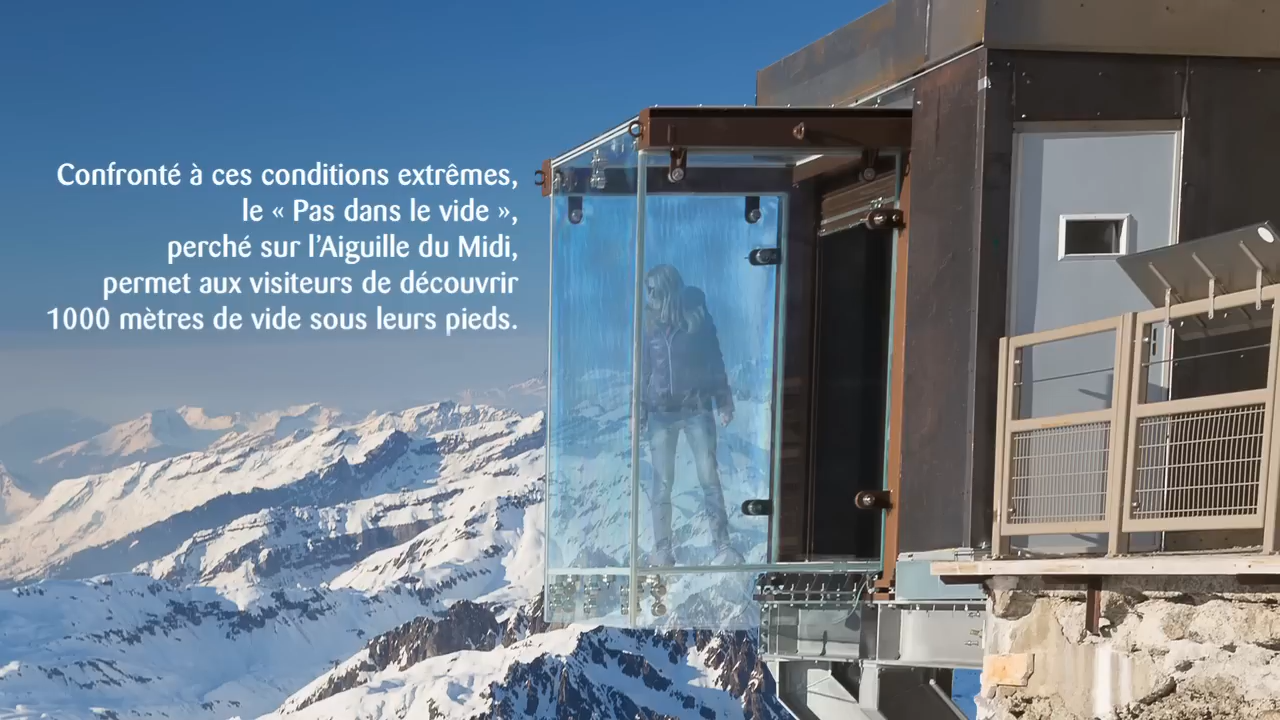 Confronté à ces conditions extrêmes,
le « Pas dans le vide »,
perché sur l’Aiguille du Midi,
permet aux visiteurs de découvrir
1000 mètres de vide sous leurs pieds.